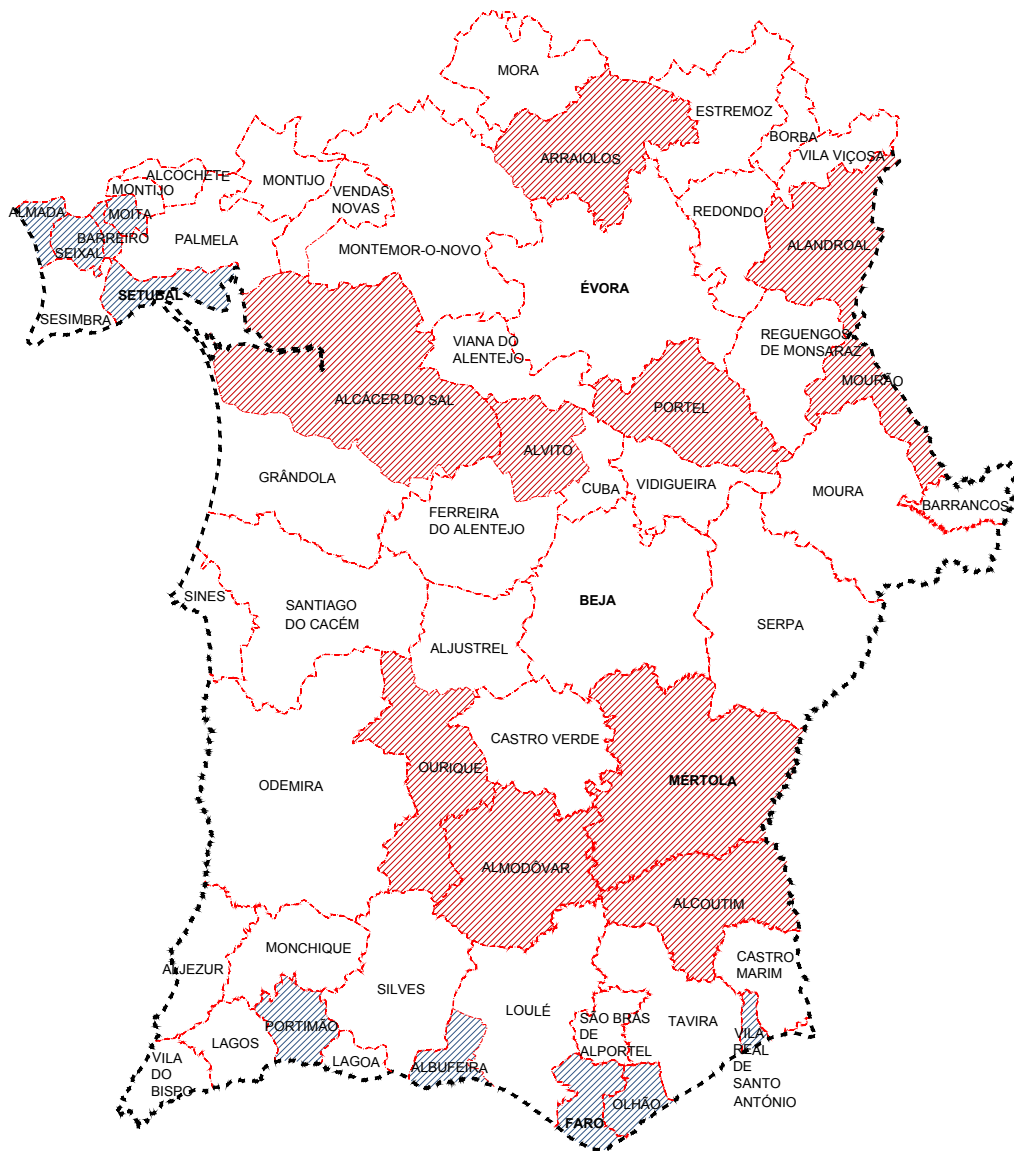 MORA
ESTREMOZ
BORBA
ARRAIOLOS
VILA VIÇOSA
ALCOCHETE
MONTIJO
MONTIJO
VENDAS
NOVAS
ALMADA
MOITA
REDONDO
BARREIRO
PALMELA
MONTEMOR-O-NOVO
ALANDROAL
SEIXAL
ÉVORA
SETUBAL
SESIMBRA
VIANA DO
ALENTEJO
REGUENGOS
DE MONSARAZ
MOURÃO
ALCÁCER DO SAL
PORTEL
ALVITO
GRÂNDOLA
CUBA
VIDIGUEIRA
MOURA
BARRANCOS
FERREIRA
DO ALENTEJO
SINES
BEJA
SANTIAGO
DO CACÉM
SERPA
ALJUSTREL
CASTRO VERDE
OURIQUE
MÉRTOLA
ODEMIRA
ALMODÔVAR
ALCOUTIM
MONCHIQUE
CASTRO
MARIM
ALJEZUR
SILVES
LOULÉ
SÃO BRAS
DE
ALPORTEL
TAVIRA
PORTIMÃO
LAGOS
LAGOA
VILA
DO
BISPO
ALBUFEIRA
VILA
REAL
DE
SANTO
ANTÓNIO
OLHÃO
FARO